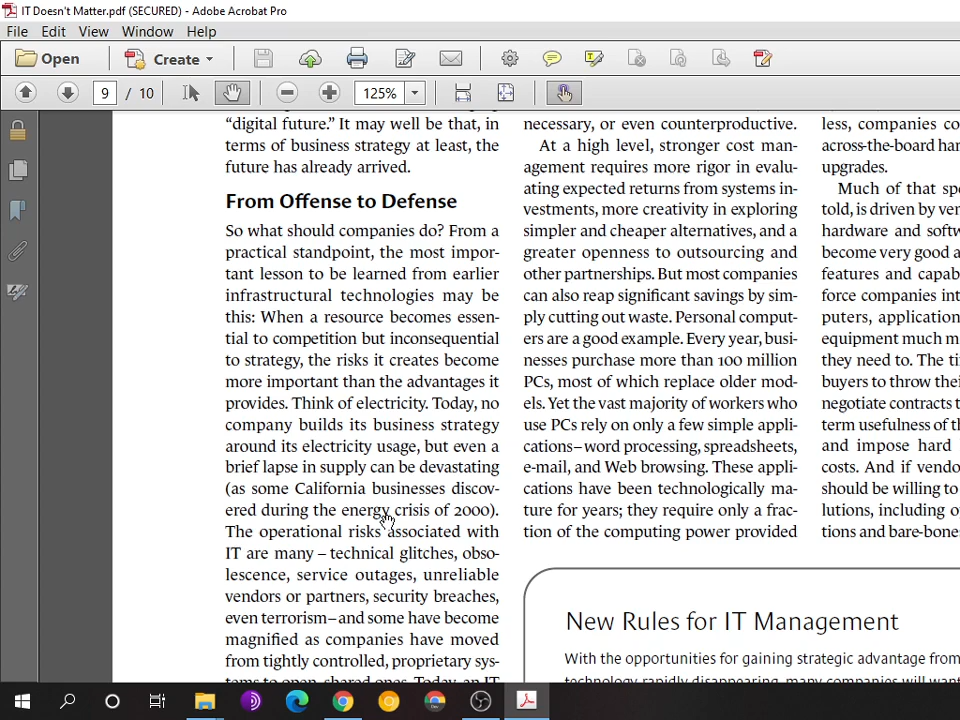 IT Doesn't Matter.pdf (SECURED) - Adobe Acrobat Pro
File Edit View Window Help
Open Create
9 / 10 125%
“digital future.” It may well be that, in
terms of business strategy at least, the
future has already arrived.
From Offense to Defense
So what should companies do? From a
practical standpoint, the most impor-
tant lesson to be learned from earlier
infrastructural technologies may be
this: When a resource becomes essen-
tial to competition but inconsequential
to strategy, the risks it creates become
more important than the advantages it
provides. Think of electricity. Today, no
company builds its business strategy
around its electricity usage, but even a
brief lapse in supply can be devastating
(as some California businesses discov-
ered during the energy crisis of 2000).
The operational risks associated with
IT are many – technical glitches, obso-
lescence, service outages, unreliable
vendors or partners, security breaches,
even terrorism – and some have become
magnified as companies have moved
from tightly controlled, proprietary sys-
tems to open, shared ones. Today, an IT
necessary, or even counterproductive.
At a high level, stronger cost man-
agement requires more rigor in evalu-
ating expected returns from systems in-
vestments, more creativity in exploring
simpler and cheaper alternatives, and a
greater openness to outsourcing and
other partnerships. But most companies
can also reap significant savings by sim-
ply cutting out waste. Personal comput-
ers are a good example. Every year, busi-
nesses purchase more than 100 million
PCs, most of which replace older mod-
els. Yet the vast majority of workers who
use PCs rely on only a few simple appli-
cations – word processing, spreadsheets,
e-mail, and Web browsing. These appli-
cations have been technologically ma-
ture for years; they require only a frac-
tion of the computing power provided
less, companies co
across-the-board har
upgrades.
Much of that spe
told, is driven by ven
hardware and softw
become very good a
features and capab
force companies int
puters, application
equipment much m
they need to. The ti
buyers to throw thei
negotiate contracts t
term usefulness of th
and impose hard
costs. And if vendo
should be willing to
lutions, including o
tions and bare-bone
New Rules for IT Management
With the opportunities for gaining strategic advantage from
technology rapidly disappearing, many companies will want